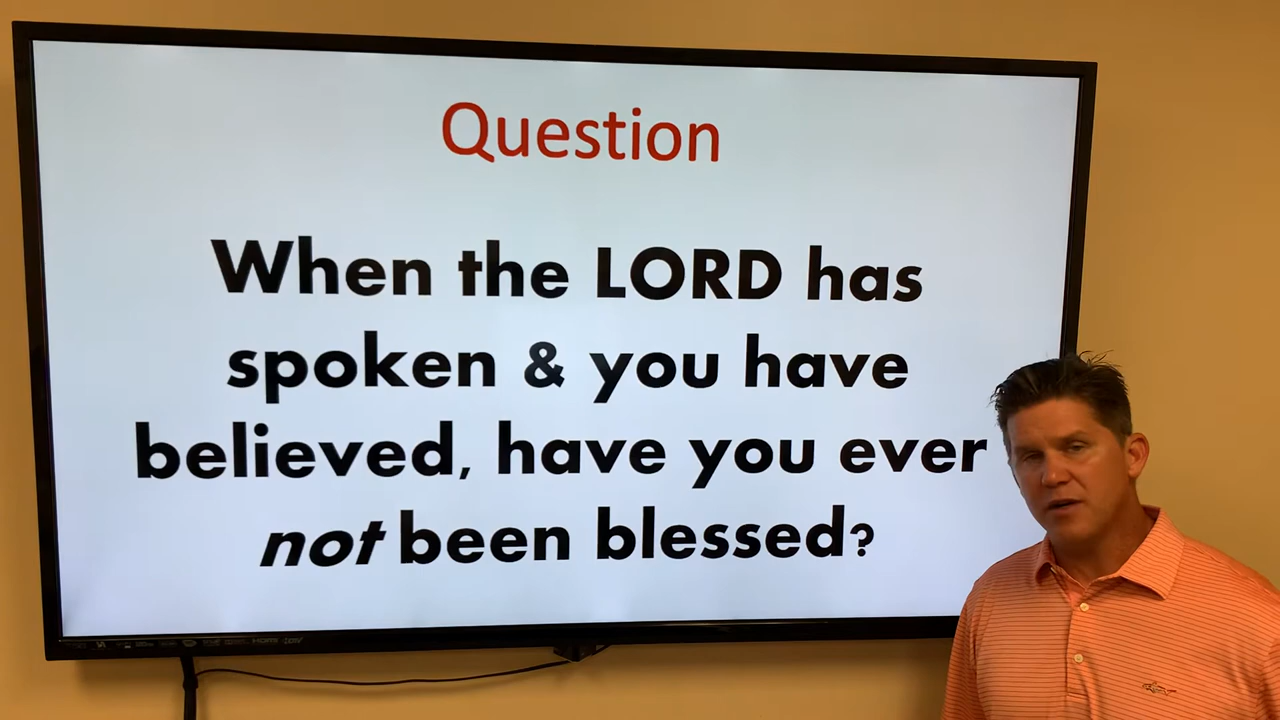 Question
When the LORD has
spoken & you have
believed, have you ever
not been blessed?